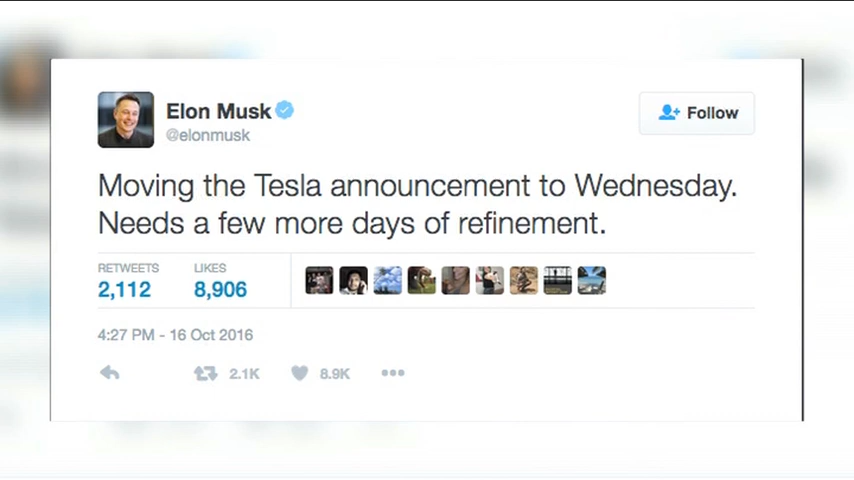 Elon Musk
@elonmusk
Follow
Moving the Tesla announcement to Wednesday.
Needs a few more days of refinement.
RETWEETS LIKES
2,112 8,906
4:27 PM - 16 Oct 2016
2.1K 8.9K